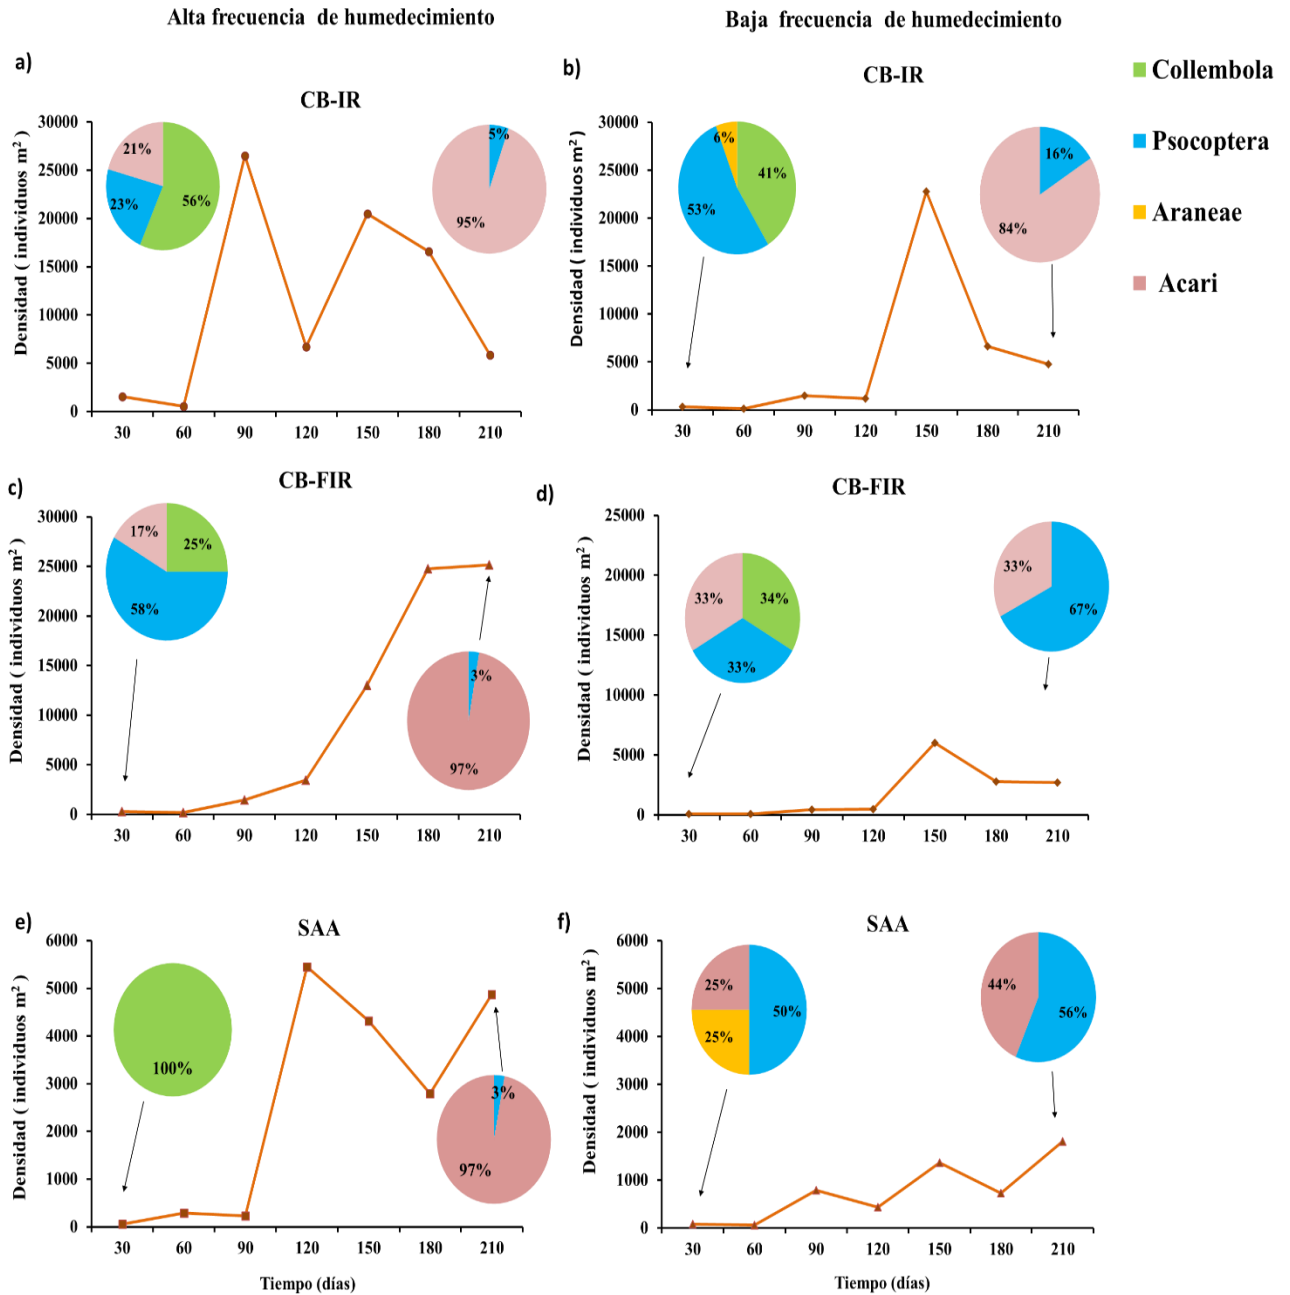 Alta frecuencia de humedecimiento
Baja frecuencia de humedecimiento
Collembola
Psocoptera
Araneae
Acari
a)
CB-IR
Densidad ( individuos m²)
30000
25000
20000
15000
10000
5000
0
30 60 90 120 150 180 210
21%
23%
56%
5%
95%
b)
CB-IR
Densidad ( individuos m²)
30000
25000
20000
15000
10000
5000
0
30 60 90 120 150 180 210
6%
41%
53%
16%
84%
c)
CB-FIR
Densidad ( individuos m²)
30000
25000
20000
15000
10000
5000
0
30 60 90 120 150 180 210
17%
25%
58%
3%
97%
d)
CB-FIR
Densidad ( individuos m²)
25000
20000
15000
10000
5000
0
30 60 90 120 150 180 210
33%
34%
33%
33%
67%
e)
SAA
Densidad ( individuos m²)
6000
5000
4000
3000
2000
1000
0
30 60 90 120 150 180 210
Tiempo (días)
100%
3%
97%
f)
SAA
Densidad ( individuos m²)
6000
5000
4000
3000
2000
1000
0
30 60 90 120 150 180 210
Tiempo (días)
25%
50%
25%
44%
56%